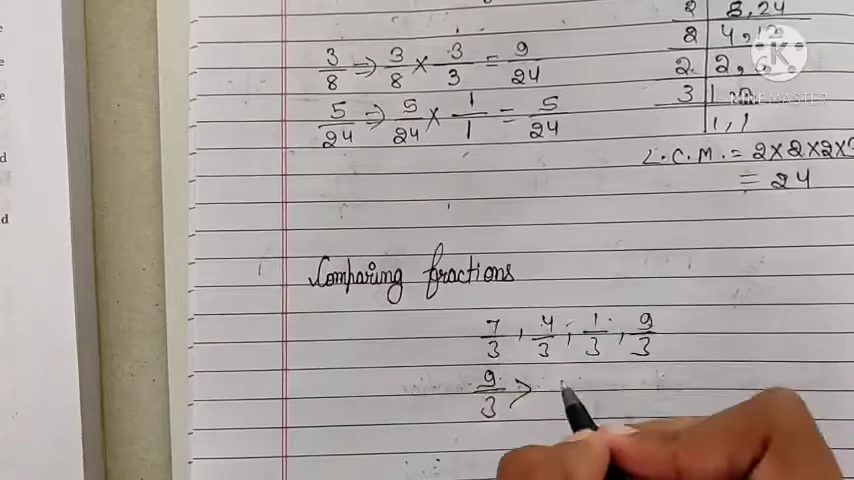 3/8 ⇒ 3/8 × 3/3 = 9/24
5/24 ⇒ 5/24 × 1/1 = 5/24
2 | 8, 24
2 | 4, 12
2 | 2, 6
3 | 1,
1, 1
L.C.M. = 2×2×2×3
= 24
KINEMASTER
Comparing fractions
7/3, 4/3, 1/3, 9/3
9/3 >
d
d